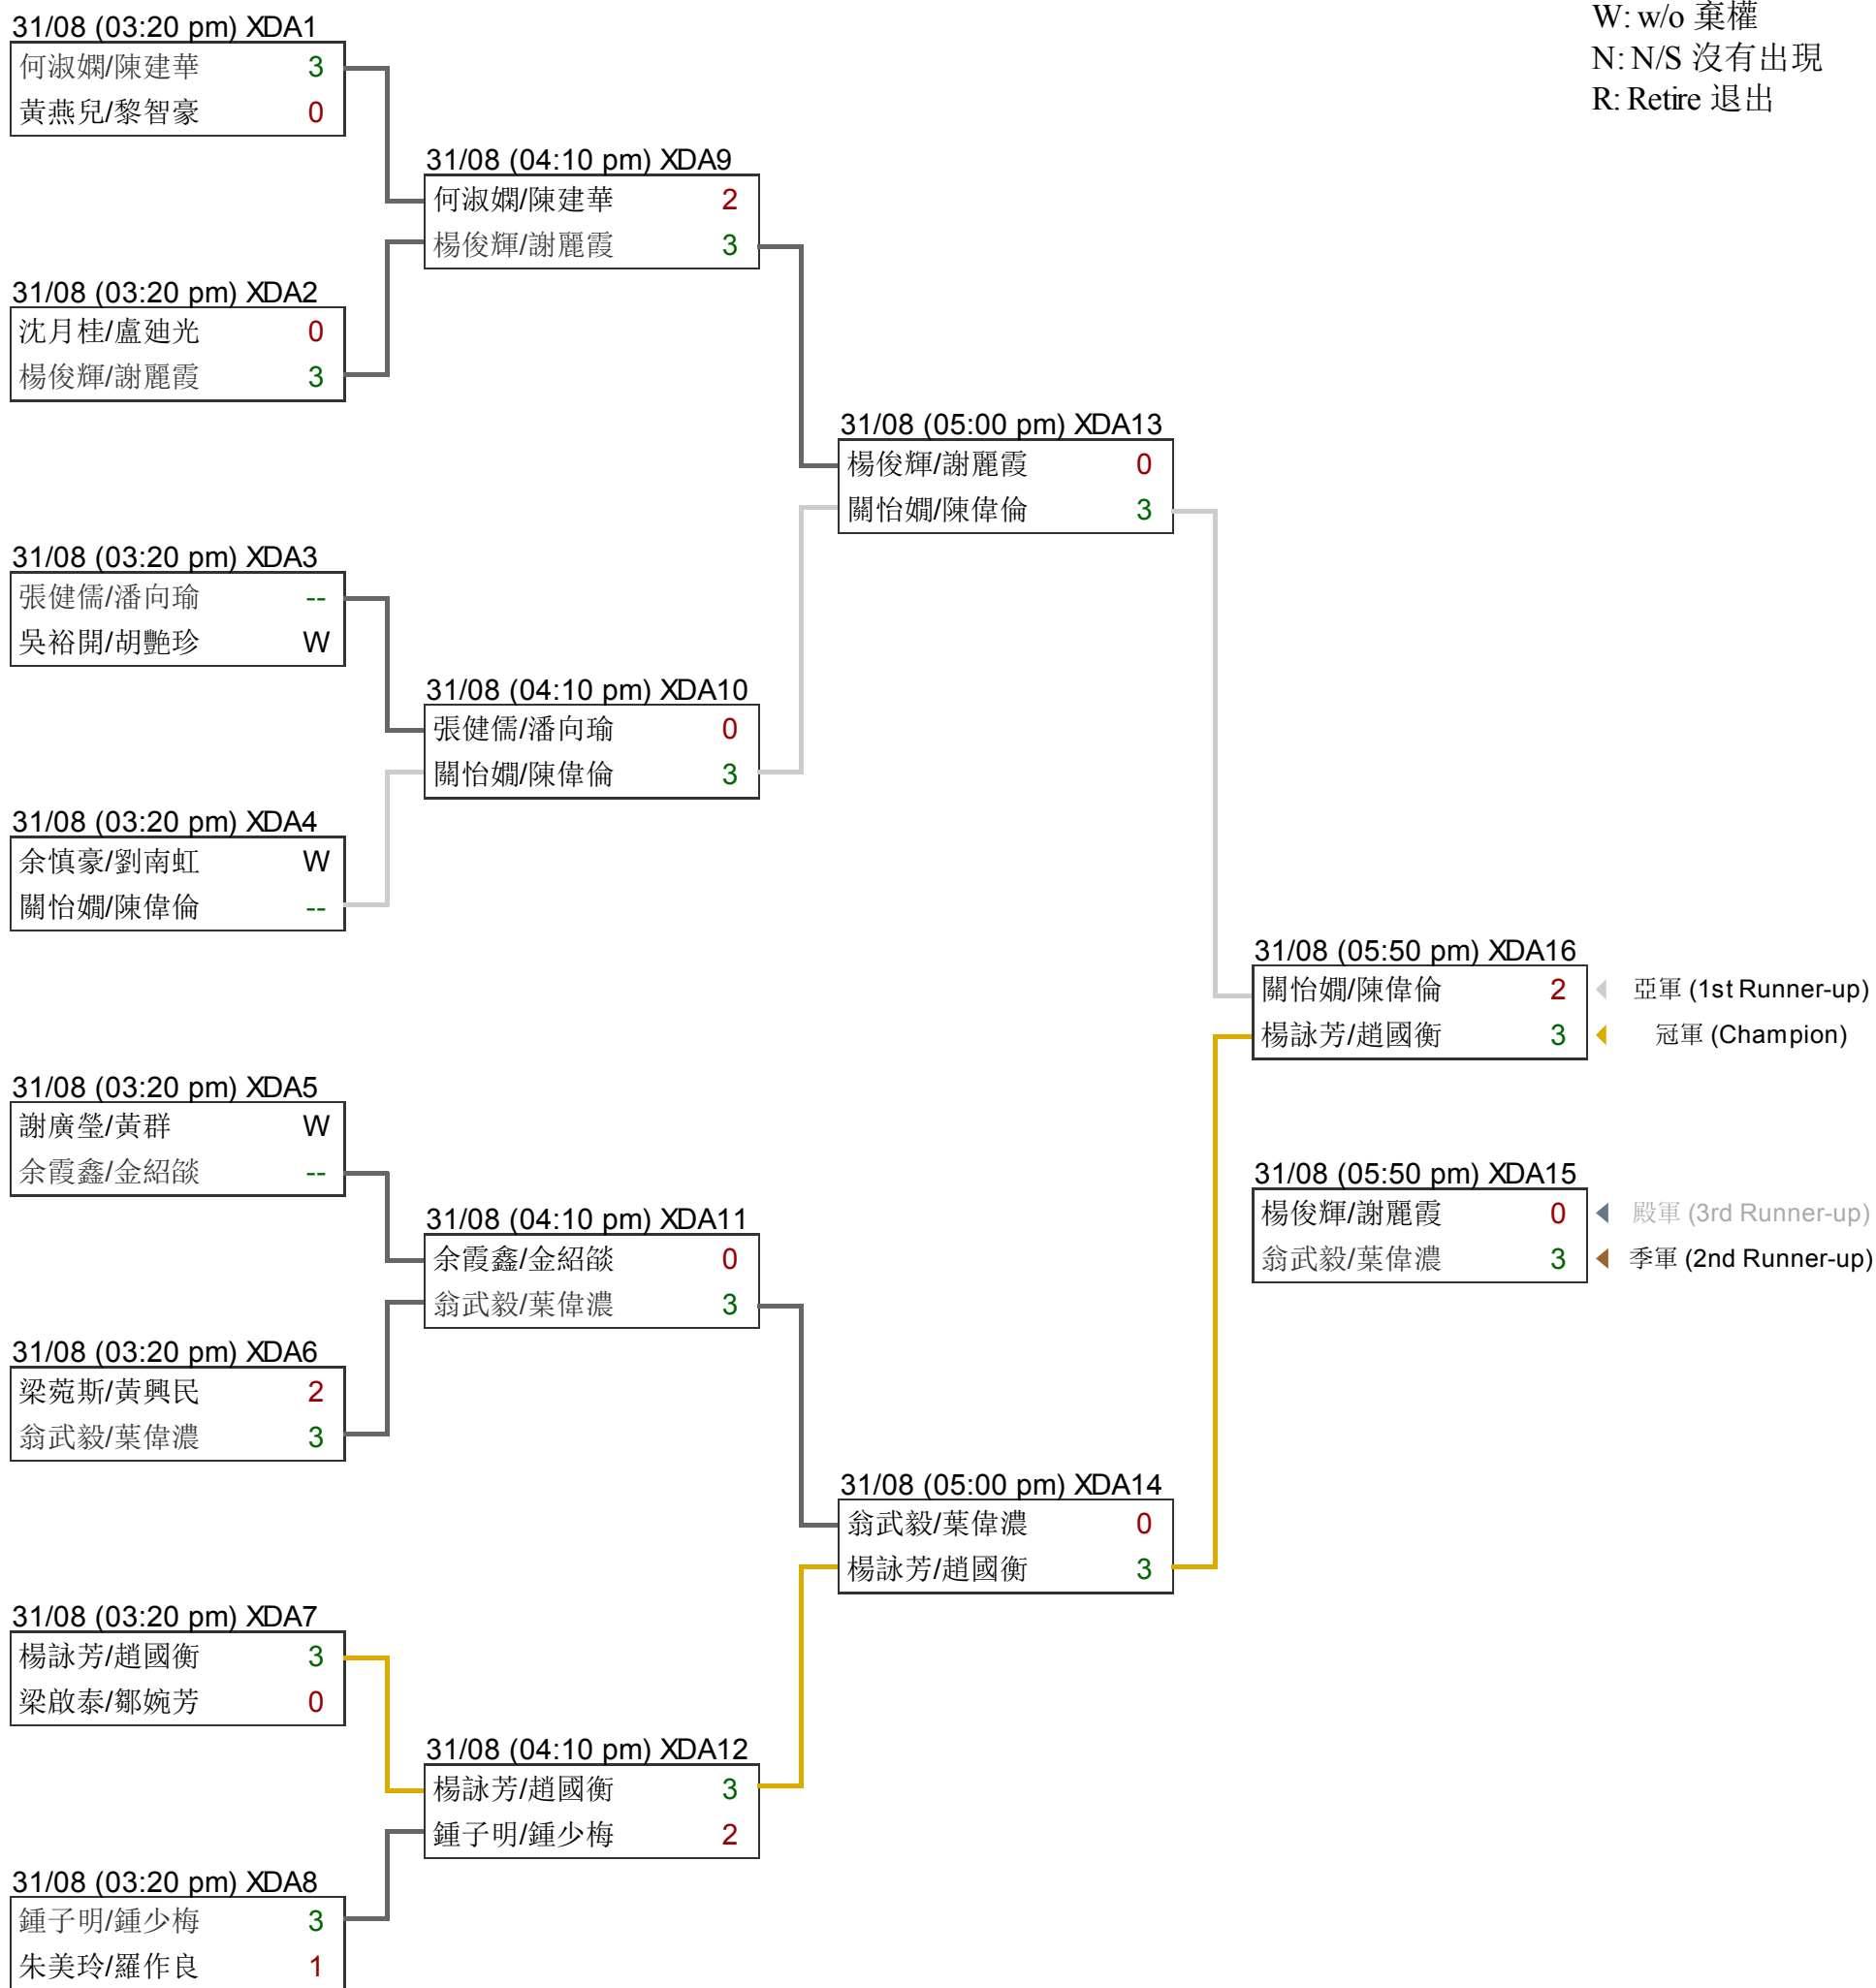 W: w/o 棄權
N: N/S 沒有出現
R: Retire 退出
31/08 (03:20 pm) XDA1
何淑嫻/陳建華 3
黃燕兒/黎智豪 0
31/08 (04:10 pm) XDA9
何淑嫻/陳建華 2
楊俊輝/謝麗霞 3
31/08 (03:20 pm) XDA2
沈月桂/盧廸光 0
楊俊輝/謝麗霞 3
31/08 (05:00 pm) XDA13
楊俊輝/謝麗霞 0
關怡嫺/陳偉倫 3
31/08 (03:20 pm) XDA3
張健儒/潘向瑜 --
吳裕開/胡艷珍 W
31/08 (04:10 pm) XDA10
張健儒/潘向瑜 0
關怡嫺/陳偉倫 3
31/08 (03:20 pm) XDA4
余慎豪/劉南虹 W
關怡嫺/陳偉倫 --
31/08 (05:50 pm) XDA16
關怡嫺/陳偉倫 2 亞軍 (1st Runner-up)
楊詠芳/趙國衡 3 冠軍 (Champion)
31/08 (03:20 pm) XDA5
謝廣瑩/黃群 W
余霞鑫/金紹燄 --
31/08 (05:50 pm) XDA15
楊俊輝/謝麗霞 0 殿軍 (3rd Runner-up)
翁武毅/葉偉濃 3 季軍 (2nd Runner-up)
31/08 (04:10 pm) XDA11
余霞鑫/金紹燄 0
翁武毅/葉偉濃 3
31/08 (03:20 pm) XDA6
梁菀斯/黃興民 2
翁武毅/葉偉濃 3
31/08 (05:00 pm) XDA14
翁武毅/葉偉濃 0
楊詠芳/趙國衡 3
31/08 (03:20 pm) XDA7
楊詠芳/趙國衡 3
梁啟泰/鄒婉芳 0
31/08 (04:10 pm) XDA12
楊詠芳/趙國衡 3
鍾子明/鍾少梅 2
31/08 (03:20 pm) XDA8
鍾子明/鍾少梅 3
朱美玲/羅作良 1